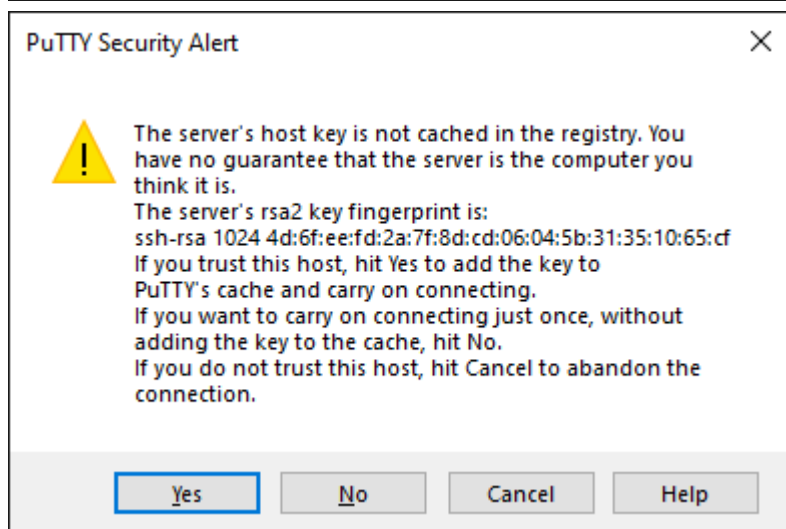 PuTTY Security Alert
The server's host key is not cached in the registry. You
have no guarantee that the server is the computer you
think it is.
The server's rsa2 key fingerprint is:
ssh-rsa 1024 4d:6f:ee:fd:2a:7f:8d:cd:06:04:5b:31:35:10:65:cf
If you trust this host, hit Yes to add the key to
PuTTY's cache and carry on connecting.
If you want to carry on connecting just once, without
adding the key to the cache, hit No.
If you do not trust this host, hit Cancel to abandon the
connection.
Yes No Cancel Help